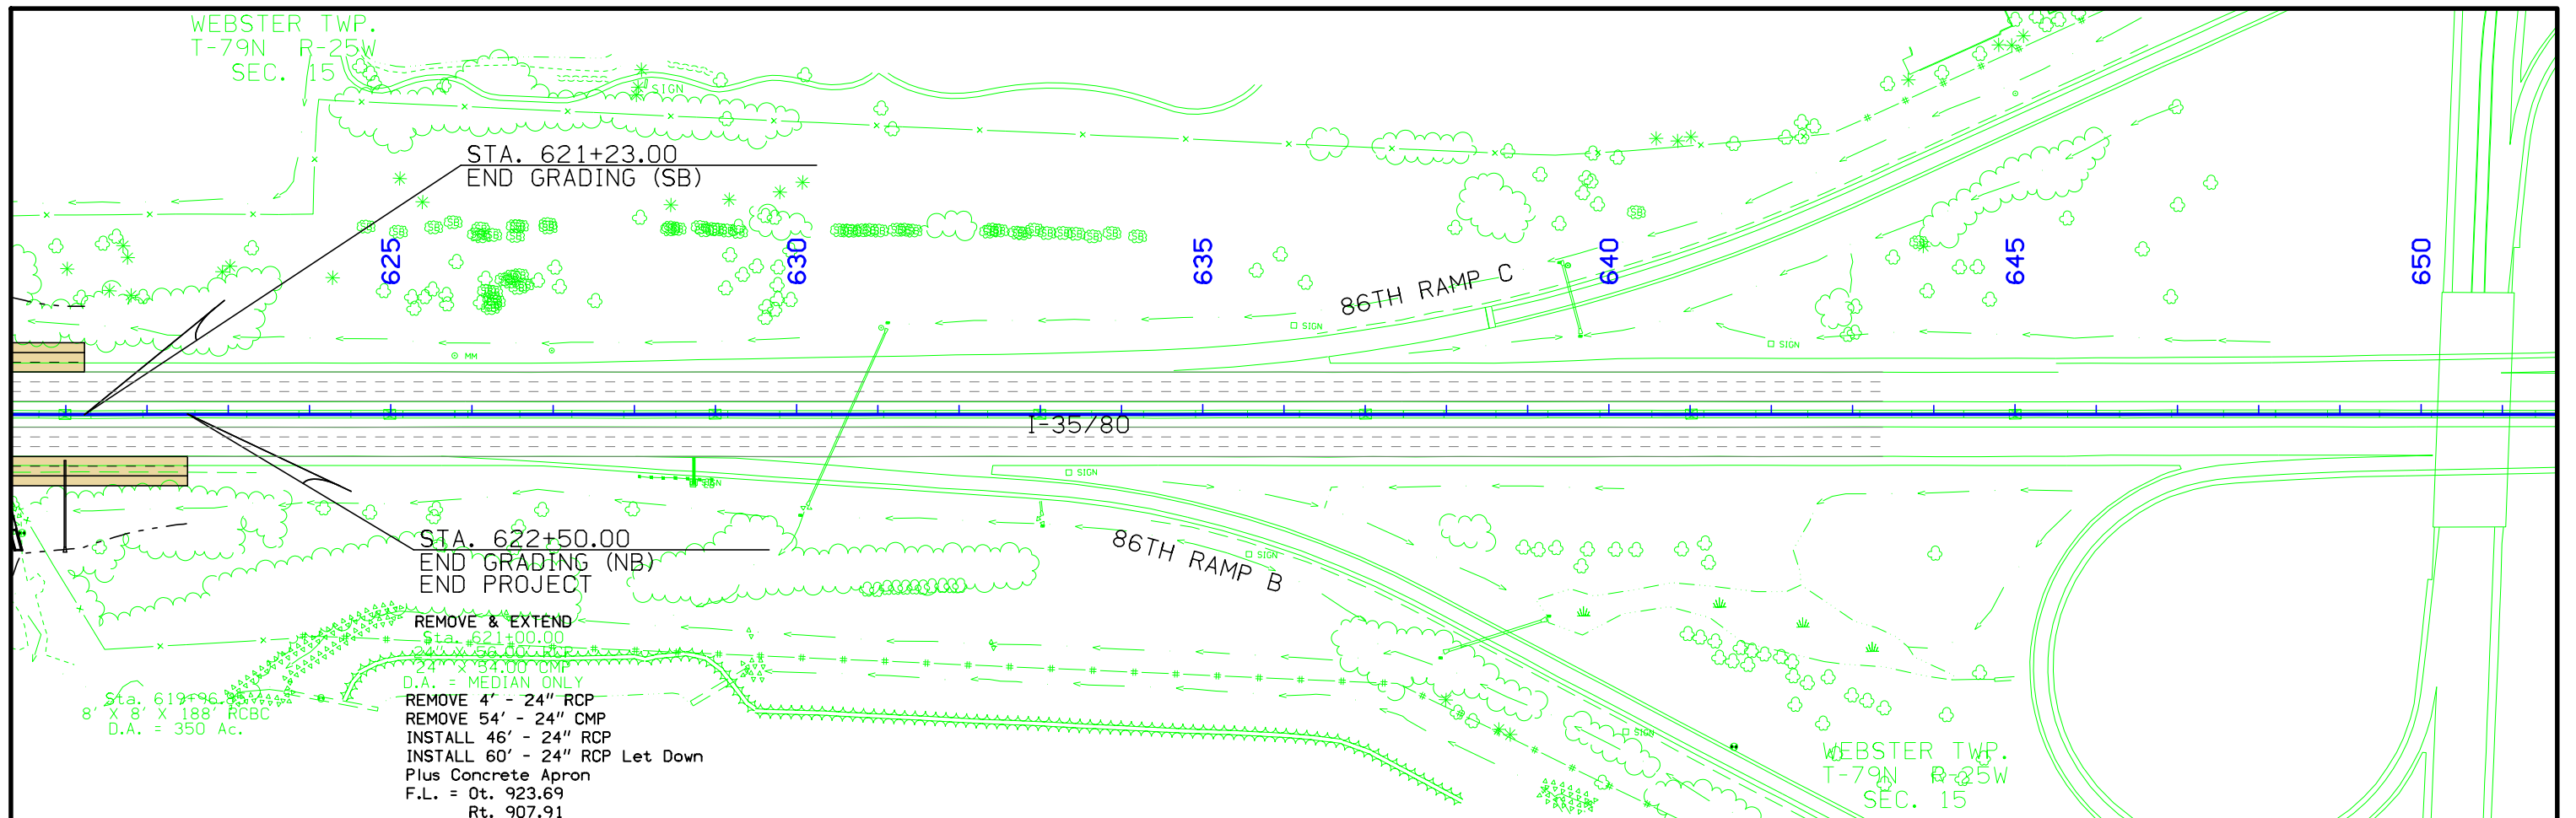 WEBSTER TWP.
T-79N R-25W
SEC. 15
SIGN
STA. 621+23.00
END GRADING (SB)
SB
625
630
635
640
645
650
86TH RAMP C
SIGN
SIGN
MM
I-35/80
SIGN
SIGN
STA. 622+50.00
END GRADING (NB)
END PROJECT
86TH RAMP B
SIGN
REMOVE & EXTEND
Sta. 621+00.00
24" X 56.00 RCP
24" X 54.00 CMP
D.A. = MEDIAN ONLY
REMOVE 4' - 24" RCP
REMOVE 54' - 24" CMP
INSTALL 46' - 24" RCP
INSTALL 60' - 24" RCP Let Down
Plus Concrete Apron
F.L. = Ot. 923.69
Rt. 907.91
Sta. 619+96.
8' X 8' X 188' RCBC
D.A. = 350 Ac.
SIGN
WEBSTER TWP.
T-79N R-25W
SEC. 15